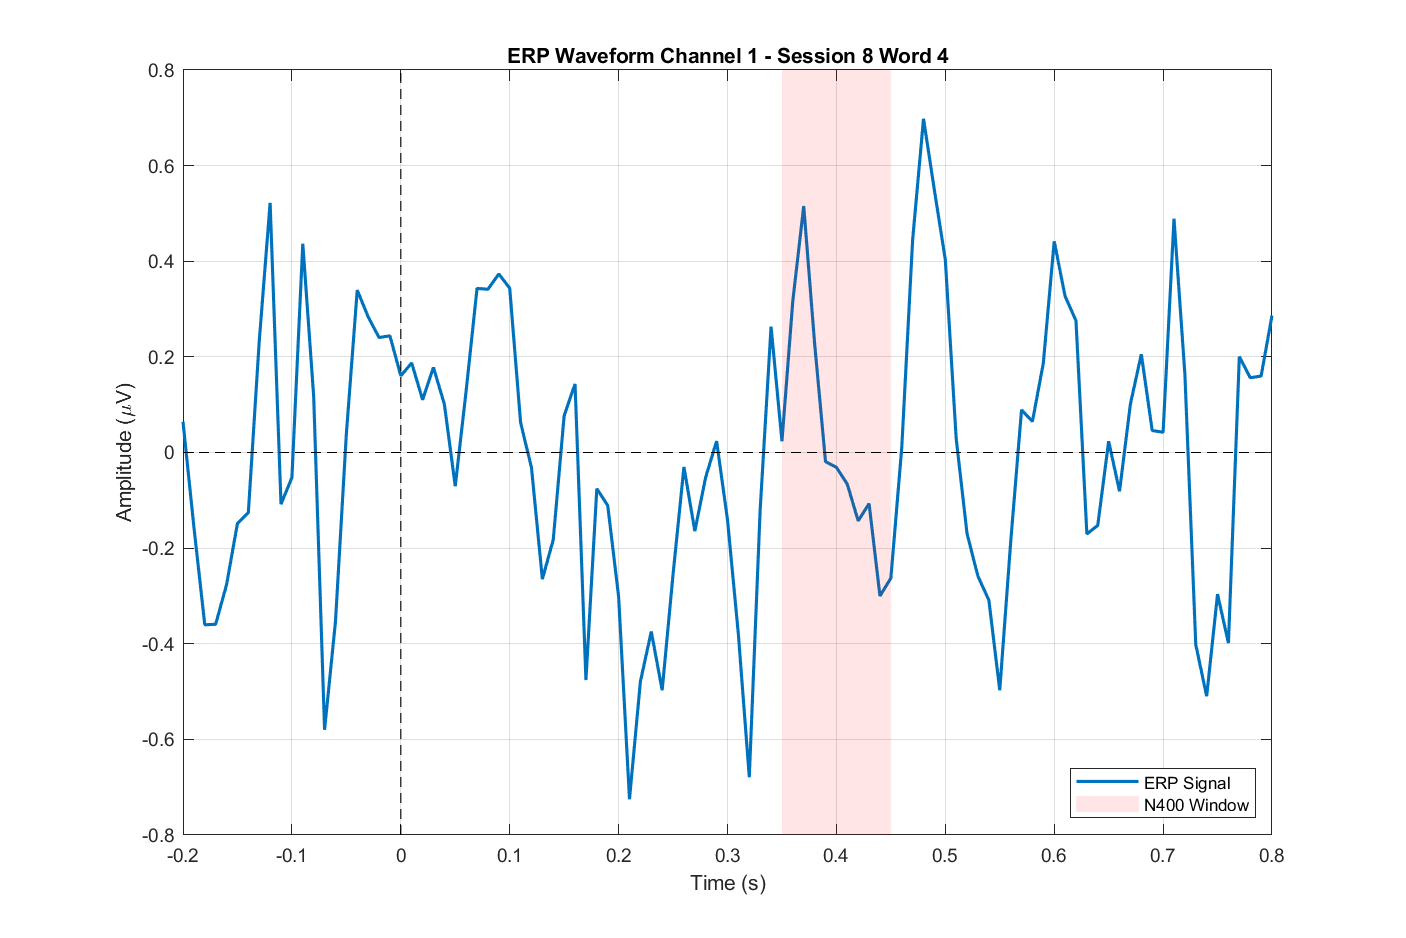 ERP Waveform Channel 1 - Session 8 Word 4
0.8
0.6
0.4
0.2
0
-0.2
-0.4
-0.6
-0.8
Amplitude (μV)
-0.2 -0.1 0 0.1 0.2 0.3 0.4 0.5 0.6 0.7 0.8
Time (s)
ERP Signal
N400 Window